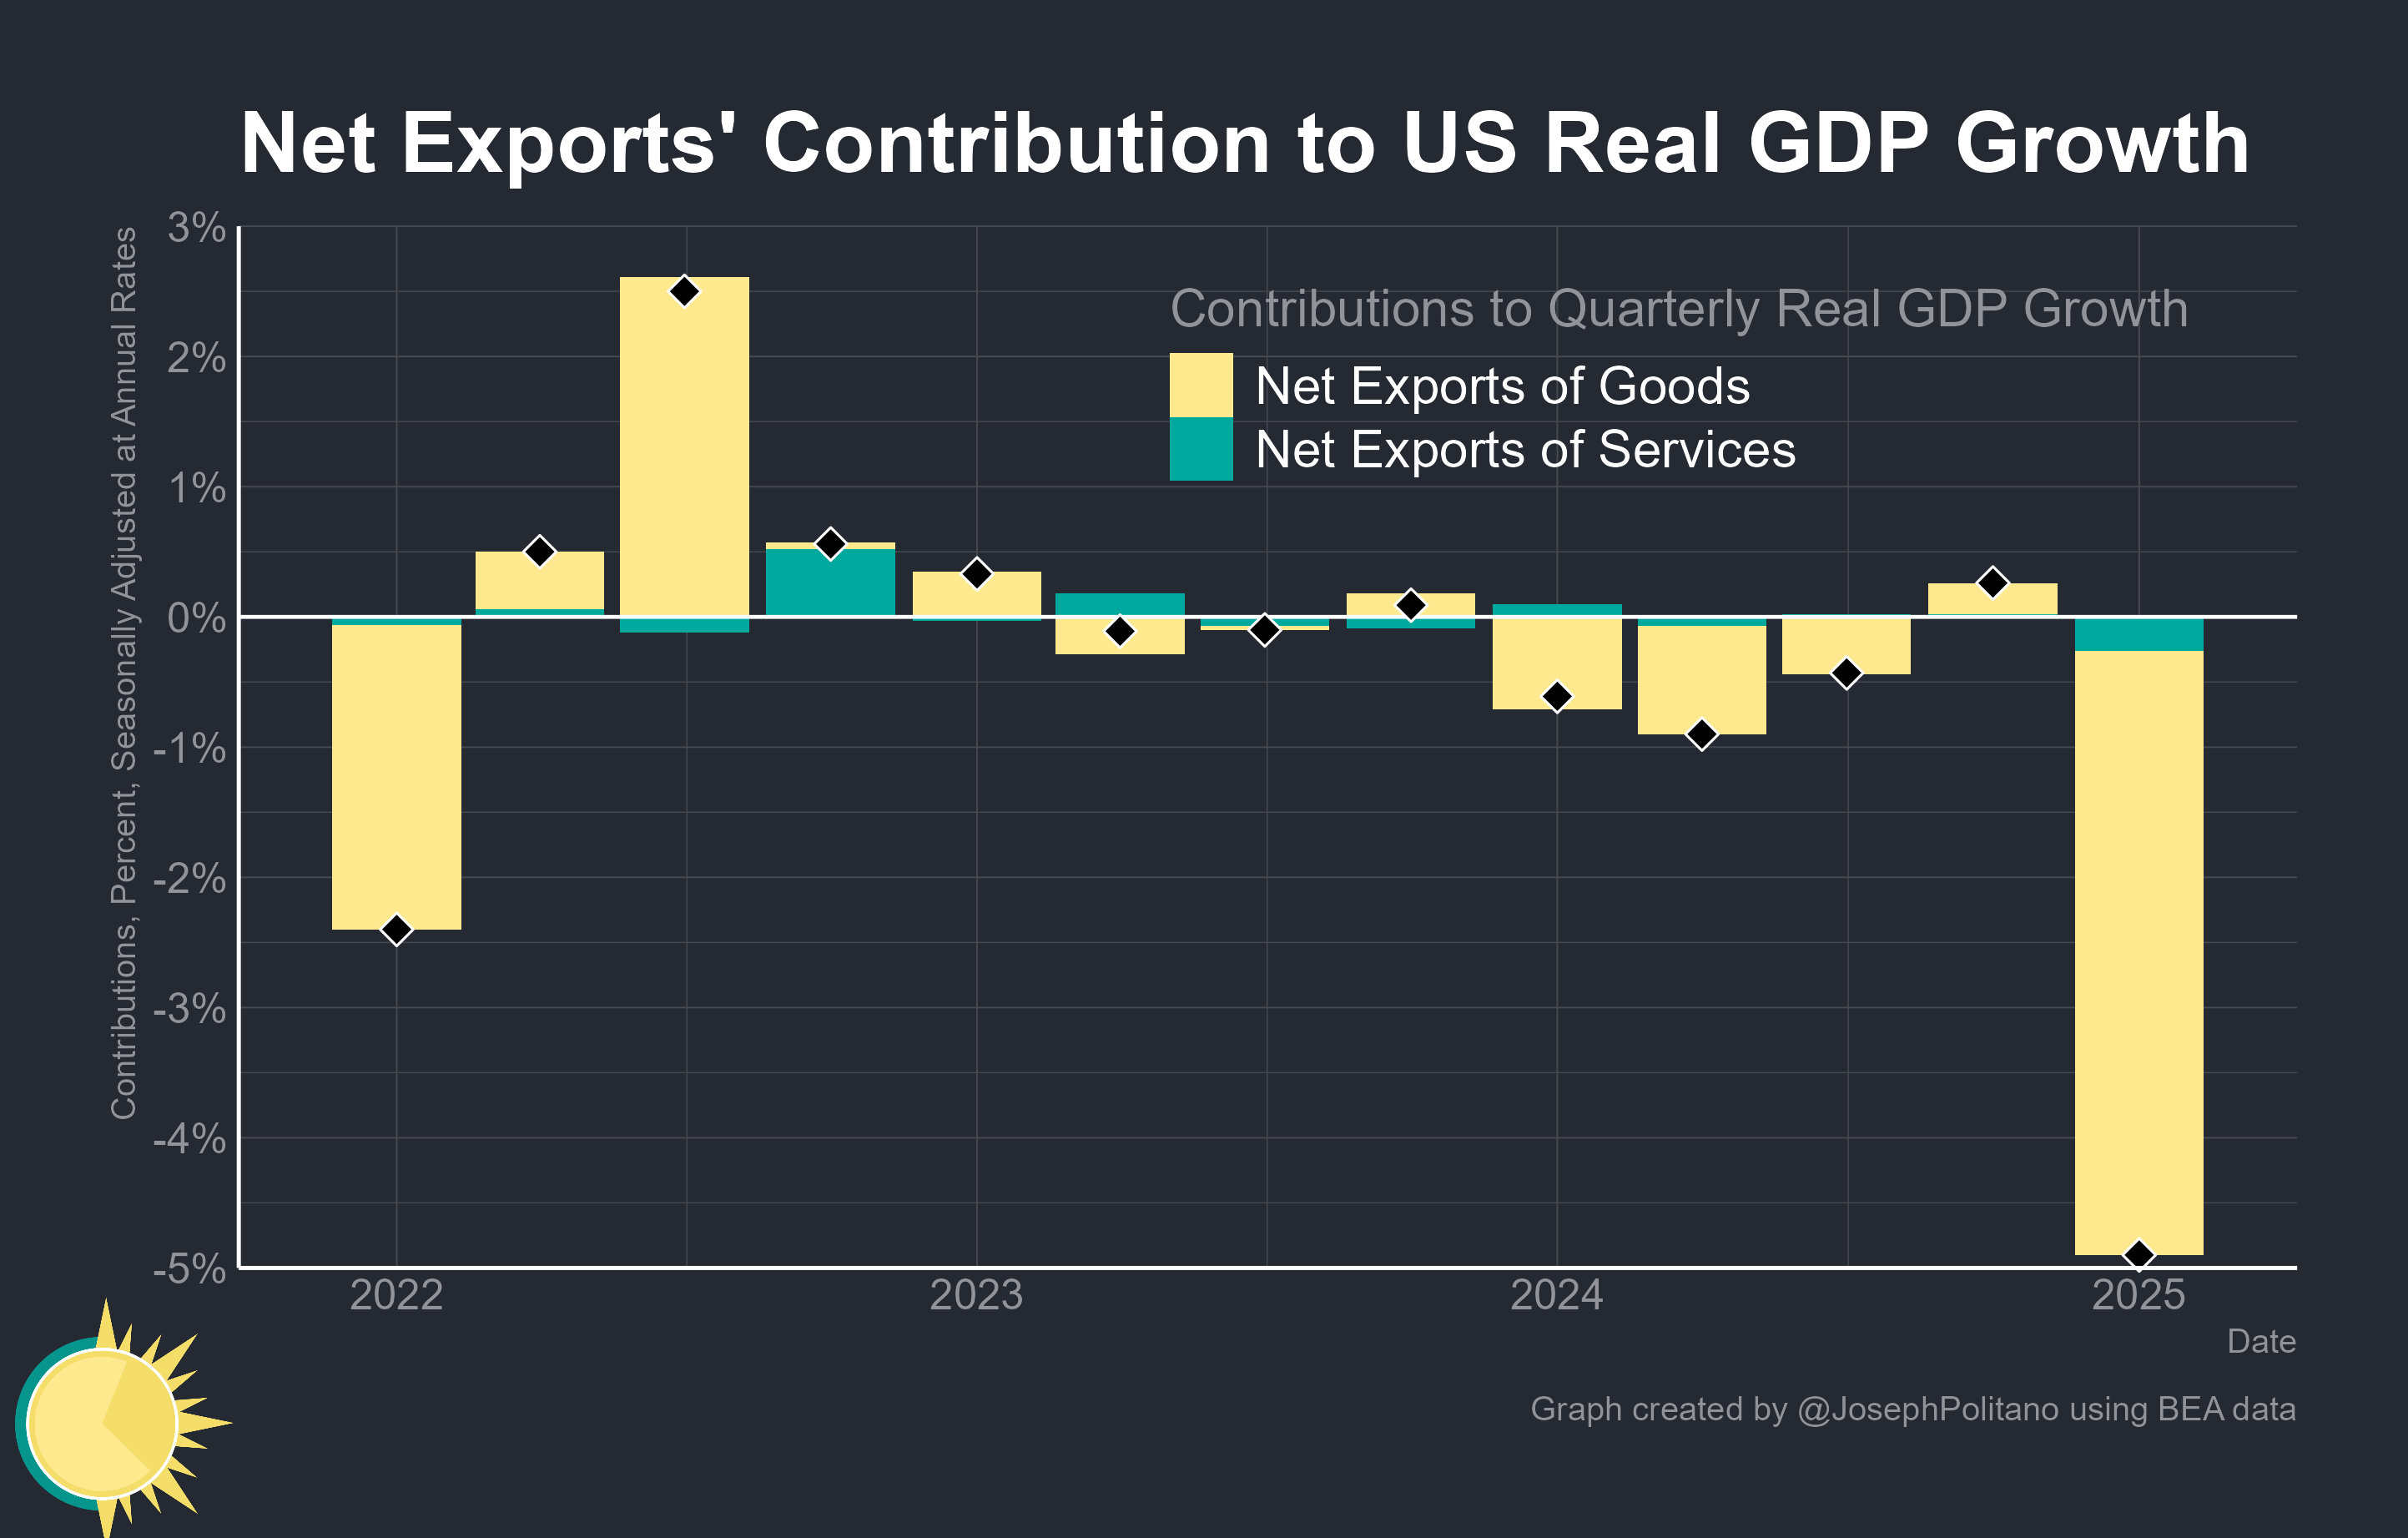 Net Exports' Contribution to US Real GDP Growth
Contributions, Percent, Seasonally Adjusted at Annual Rates
3%
2%
1%
0%
-1%
-2%
-3%
-4%
-5%
Contributions to Quarterly Real GDP Growth
Net Exports of Goods
Net Exports of Services
2022 2023 2024 2025
Date
Graph created by @JosephPolitano using BEA data